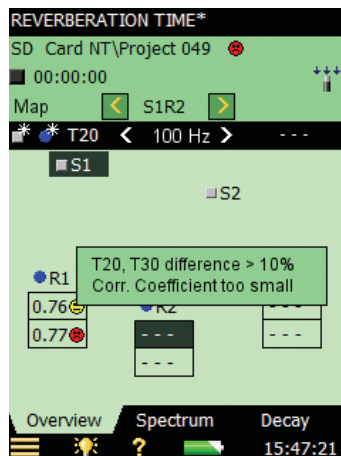 REVERBERATION TIME*
SD Card NT\Project 049
00:00:00
Map < S1R2 >
T20 < 100 Hz > - - -
S1
S2
T20, T30 difference > 10%
Corr. Coefficient too small
R1
R2
0.76
- - -
0.77
- - -
- - -
- - -
Overview Spectrum Decay
? 15:47:21